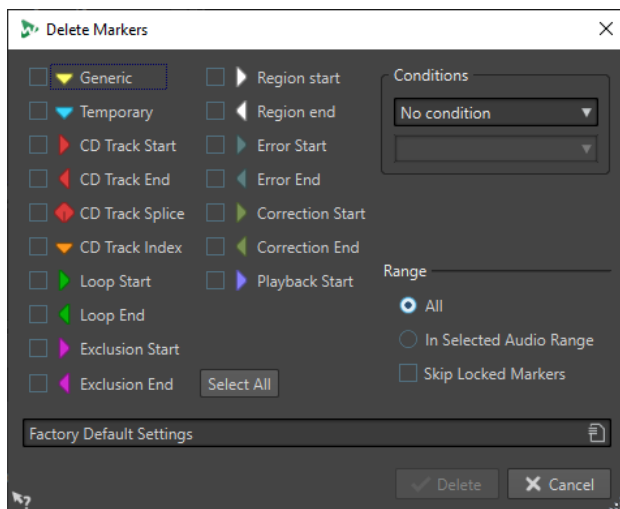 Delete Markers
Generic
Temporary
CD Track Start
CD Track End
CD Track Splice
CD Track Index
Loop Start
Loop End
Exclusion Start
Exclusion End
Region start
Region end
Error Start
Error End
Correction Start
Correction End
Playback Start
Select All
Conditions
No condition
Range
All
In Selected Audio Range
Skip Locked Markers
Factory Default Settings
Delete
Cancel
?